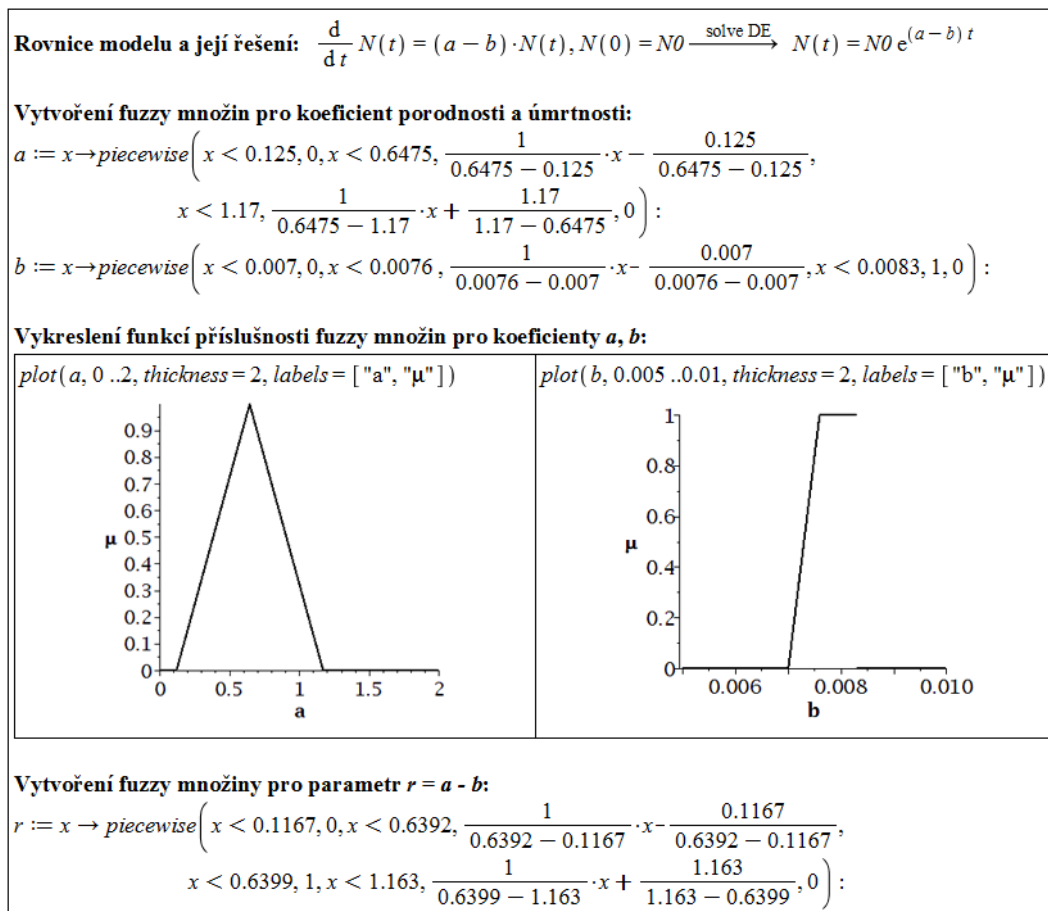 Rovnice modelu a její řešení: d/dt N(t) = (a − b)·N(t), N(0) = N0 —solve DE→ N(t) = N0 e^((a − b) t)
Vytvoření fuzzy množin pro koeficient porodnosti a úmrtnosti:
a := x→piecewise(x < 0.125, 0, x < 0.6475, 1/(0.6475 − 0.125)·x − 0.125/(0.6475 − 0.125),
x < 1.17, 1/(0.6475 − 1.17)·x + 1.17/(1.17 − 0.6475), 0) :
b := x→piecewise(x < 0.007, 0, x < 0.0076, 1/(0.0076 − 0.007)·x- 0.007/(0.0076 − 0.007), x < 0.0083, 1, 0) :
Vykreslení funkcí příslušnosti fuzzy množin pro koeficienty a, b:
plot(a, 0 ..2, thickness = 2, labels = ["a", "μ"])
0.9
0.8
0.7
0.6
μ 0.5
0.4
0.3
0.2
0.1
0
0 0.5 1 1.5 2
a
plot(b, 0.005 ..0.01, thickness = 2, labels = ["b", "μ"])
1
0.8
0.6
μ
0.4
0.2
0
0.006 0.008 0.010
b
Vytvoření fuzzy množiny pro parametr r = a - b:
r := x → piecewise(x < 0.1167, 0, x < 0.6392, 1/(0.6392 − 0.1167)·x- 0.1167/(0.6392 − 0.1167),
x < 0.6399, 1, x < 1.163, 1/(0.6399 − 1.163)·x + 1.163/(1.163 − 0.6399), 0) :